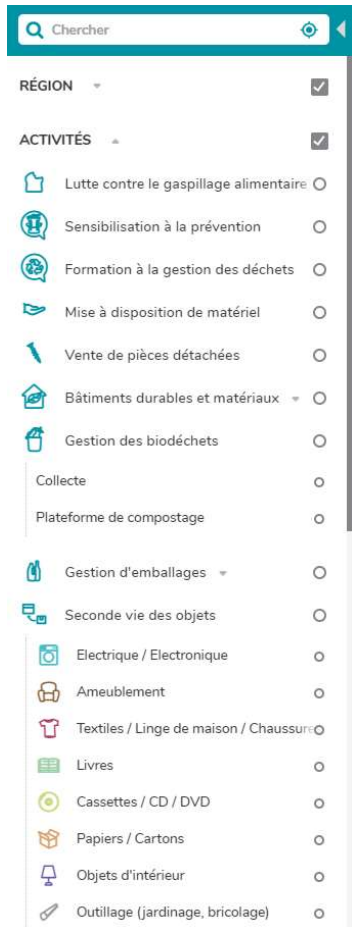 Chercher
RÉGION
ACTIVITÉS
Lutte contre le gaspillage alimentaire
Sensibilisation à la prévention
Formation à la gestion des déchets
Mise à disposition de matériel
Vente de pièces détachées
Bâtiments durables et matériaux
Gestion des biodéchets
Collecte
Plateforme de compostage
Gestion d'emballages
Seconde vie des objets
Electrique / Electronique
Ameublement
Textiles / Linge de maison / Chaussure
Livres
Cassettes / CD / DVD
Papiers / Cartons
Objets d'intérieur
Outillage (jardinage, bricolage)